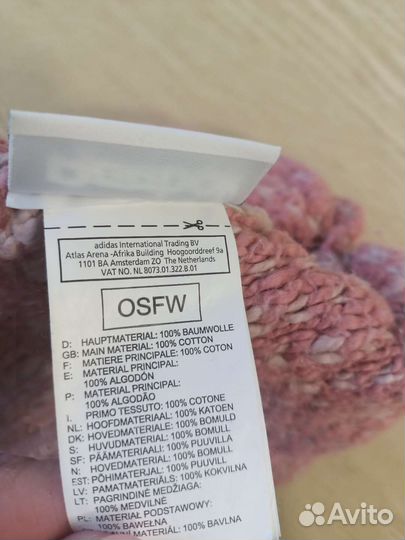 adidas International Trading BV
Atlas Arena -Afrika Building Hoogoorddreef 9a
1101 BA Amsterdam ZO The Netherlands
VAT NO. NL 8073.01.322.B.01
OSFW
D: HAUPTMATERIAL: 100% BAUMWOLLE
GB: MAIN MATERIAL: 100% COTTON
F: MATIERE PRINCIPALE: 100% COTON
E: MATERIAL PRINCIPAL:
100% ALGODÓN
P: MATERIAL PRINCIPAL:
100% ALGODÃO
I. PRIMO TESSUTO: 100% COTONE
NL: HOOFDMATERIAAL: 100% KATOEN
DK: HOVEDMATERIALE: 100% BOMULD
S: HUVUDMATERIAL: 100% BOMULL
SF: PÄÄMATERIAALI: 100% PUUVILLA
N: HOVEDMATERIAL: 100% BOMULL
EST: PÕHIMATERJAL: 100% PUUVILL
LV: PAMATMATERIĀLS: 100% KOKVILNA
LT: PAGRINDINĖ MEDŽIAGA:
100% MEDVILNĖ
PL: MATERIAŁ PODSTAWOWY:
100% BAWEŁNA
MATERIÁL: 100% BAVLNA
Avito